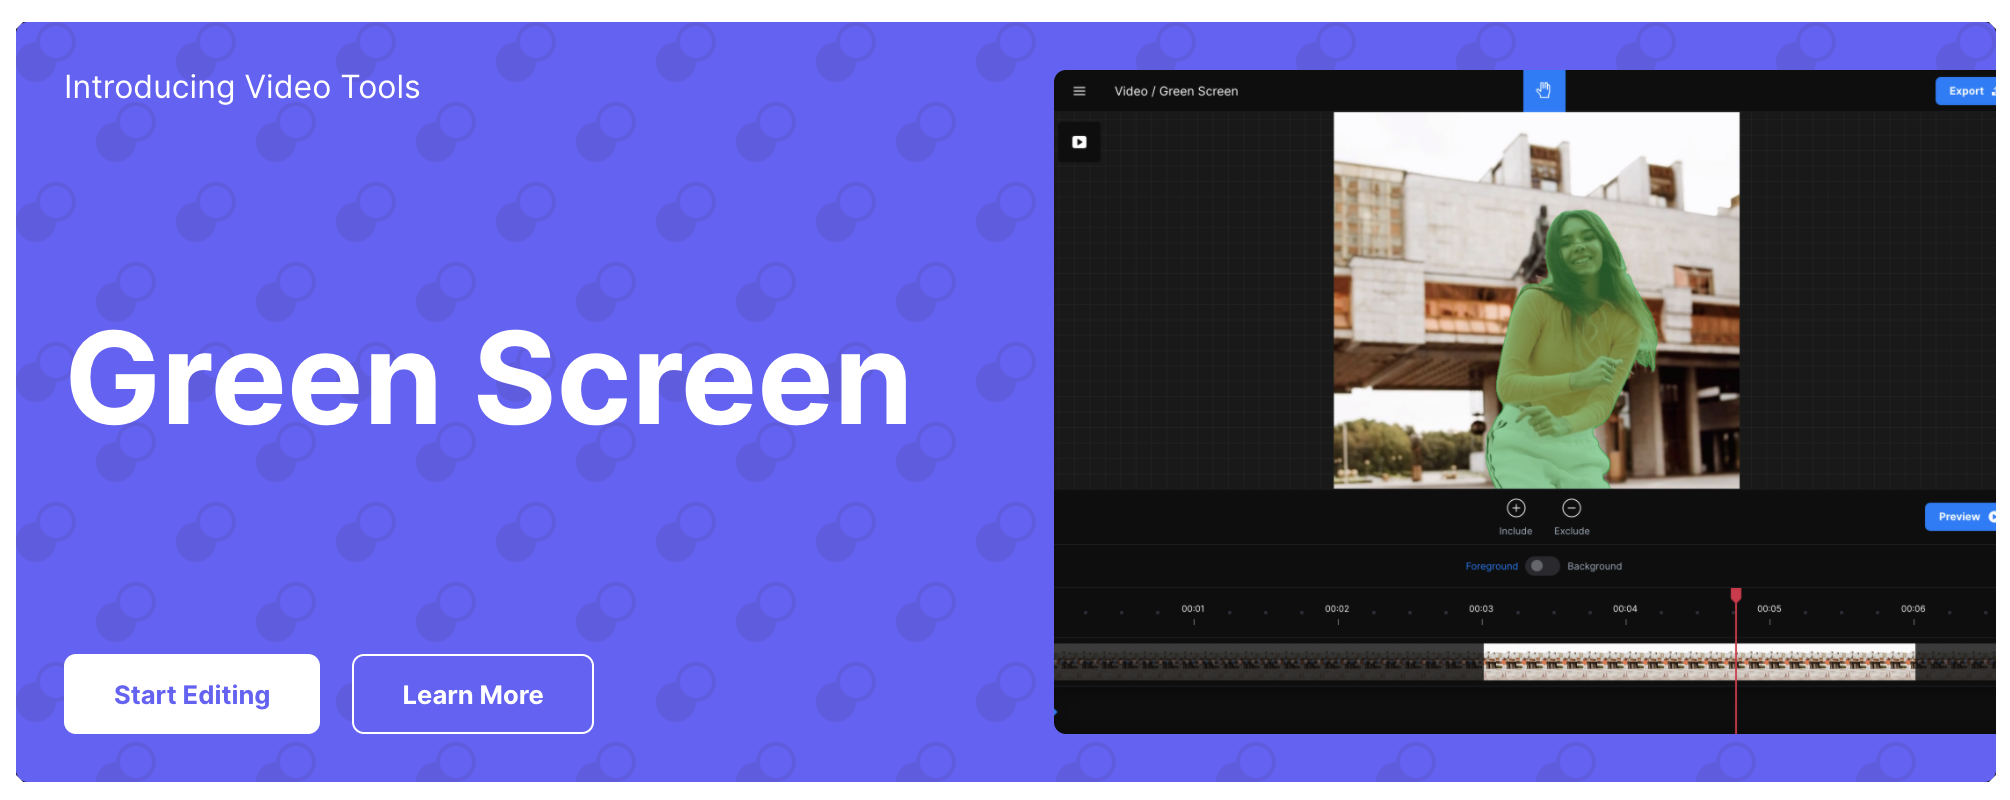 Introducing Video Tools
Green Screen
Start Editing
Learn More
Video / Green Screen
Export
Include
Exclude
Preview
Foreground
Background
00:01
00:02
00:03
00:04
00:05
00:06